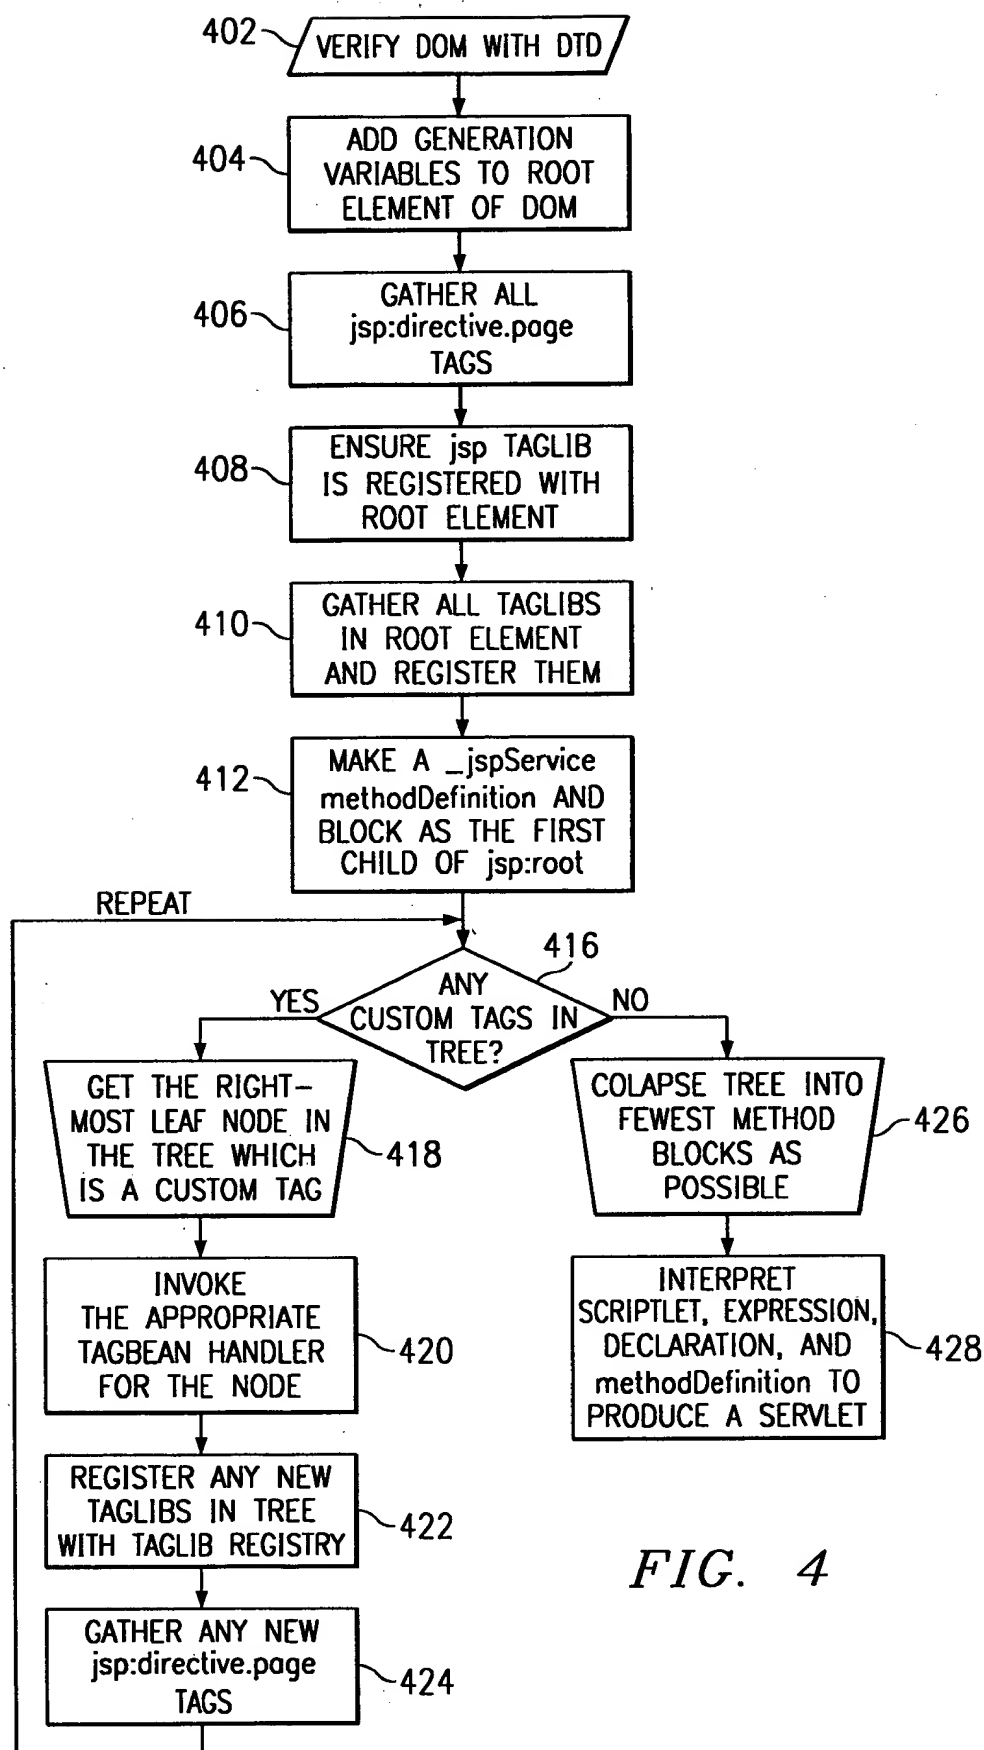 402
VERIFY DOM WITH DTD
404
ADD GENERATION
VARIABLES TO ROOT
ELEMENT OF DOM
406
GATHER ALL
jsp:directive.page
TAGS
408
ENSURE jsp TAGLIB
IS REGISTERED WITH
ROOT ELEMENT
410
GATHER ALL TAGLIBS
IN ROOT ELEMENT
AND REGISTER THEM
412
MAKE A _jspService
methodDefinition AND
BLOCK AS THE FIRST
CHILD OF jsp:root
REPEAT
416
ANY
CUSTOM TAGS IN
TREE?
YES
NO
GET THE RIGHT-
MOST LEAF NODE IN
THE TREE WHICH
IS A CUSTOM TAG
418
COLAPSE TREE INTO
FEWEST METHOD
BLOCKS AS
POSSIBLE
426
INVOKE
THE APPROPRIATE
TAGBEAN HANDLER
FOR THE NODE
420
INTERPRET
SCRIPTLET, EXPRESSION,
DECLARATION, AND
methodDefinition TO
PRODUCE A SERVLET
428
REGISTER ANY NEW
TAGLIBS IN TREE
WITH TAGLIB REGISTRY
422
GATHER ANY NEW
jsp:directive.page
TAGS
424
FIG. 4